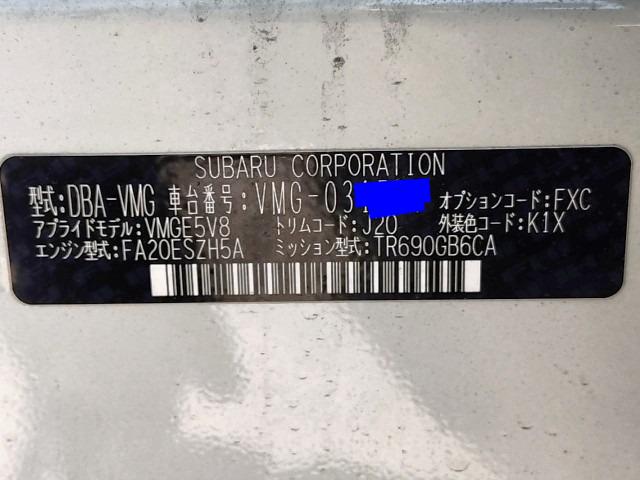 SUBARU CORPORATION
型式:DBA-VMG 車台番号:VMG-03 オプションコード:FXC
アプライドモデル:VMGE5V8 トリムコード:J20 外装色コード:K1X
エンジン型式:FA20ESZH5A ミッション型式:TR690GB6CA